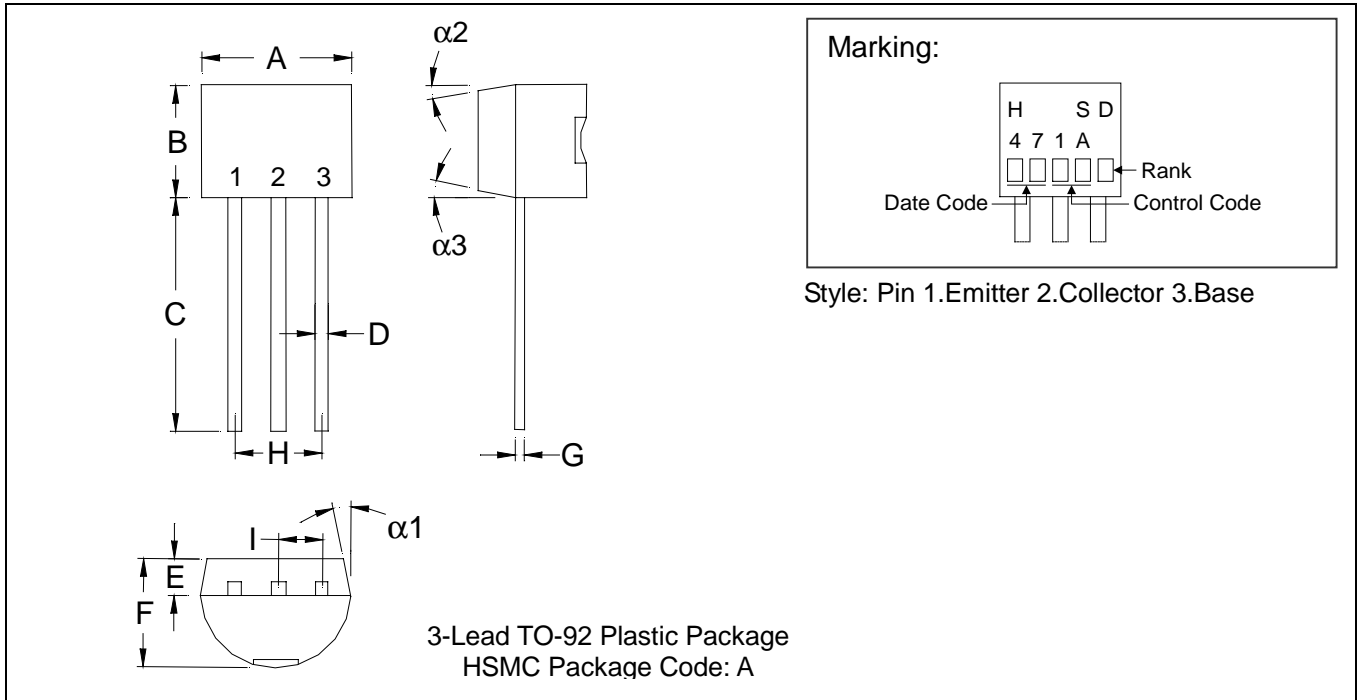 α2
A
B
1 2 3
α3
C
D
H
G
I
α1
E
F
3-Lead TO-92 Plastic Package
HSMC Package Code: A
Marking:
H S D
4 7 1 A
Rank
Date Code
Control Code
Style: Pin 1.Emitter 2.Collector 3.Base